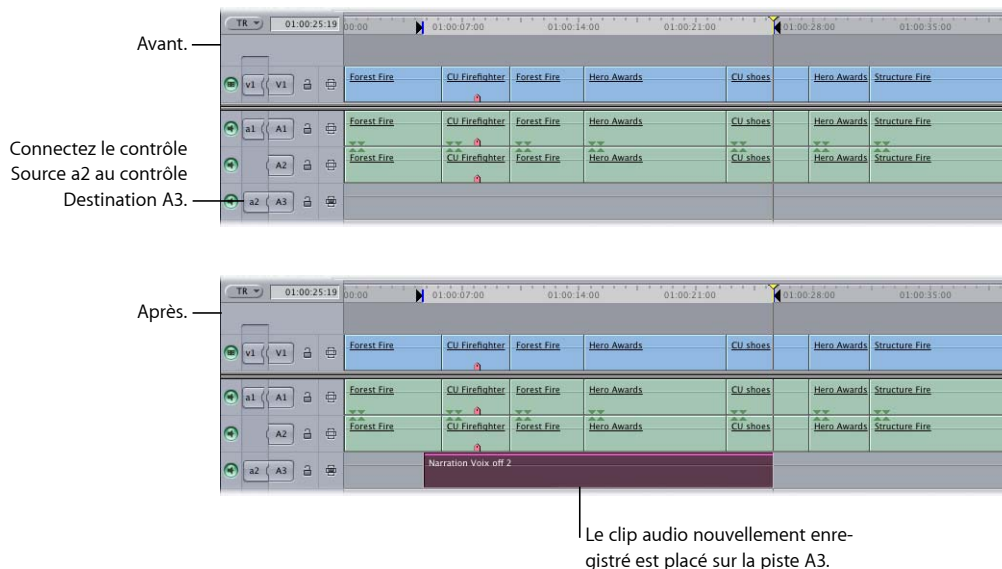 TR 01:00:25:19 00:00 01:00:07:00 01:00:14:00 01:00:21:00 01:00:28:00 01:00:35:00
Avant.
v1 V1 Forest Fire CU Firefighter Forest Fire Hero Awards CU shoes Hero Awards Structure Fire
a1 A1 Forest Fire CU Firefighter Forest Fire Hero Awards CU shoes Hero Awards Structure Fire
Connectez le contrôle
Source a2 au contrôle
Destination A3.
A2 Forest Fire CU Firefighter Forest Fire Hero Awards CU shoes Hero Awards Structure Fire
a2 A3
TR 01:00:25:19 00:00 01:00:07:00 01:00:14:00 01:00:21:00 01:00:28:00 01:00:35:00
Après.
v1 V1 Forest Fire CU Firefighter Forest Fire Hero Awards CU shoes Hero Awards Structure Fire
a1 A1 Forest Fire CU Firefighter Forest Fire Hero Awards CU shoes Hero Awards Structure Fire
A2 Forest Fire CU Firefighter Forest Fire Hero Awards CU shoes Hero Awards Structure Fire
a2 A3 Narration Voix off 2
Le clip audio nouvellement enre-
gistré est placé sur la piste A3.